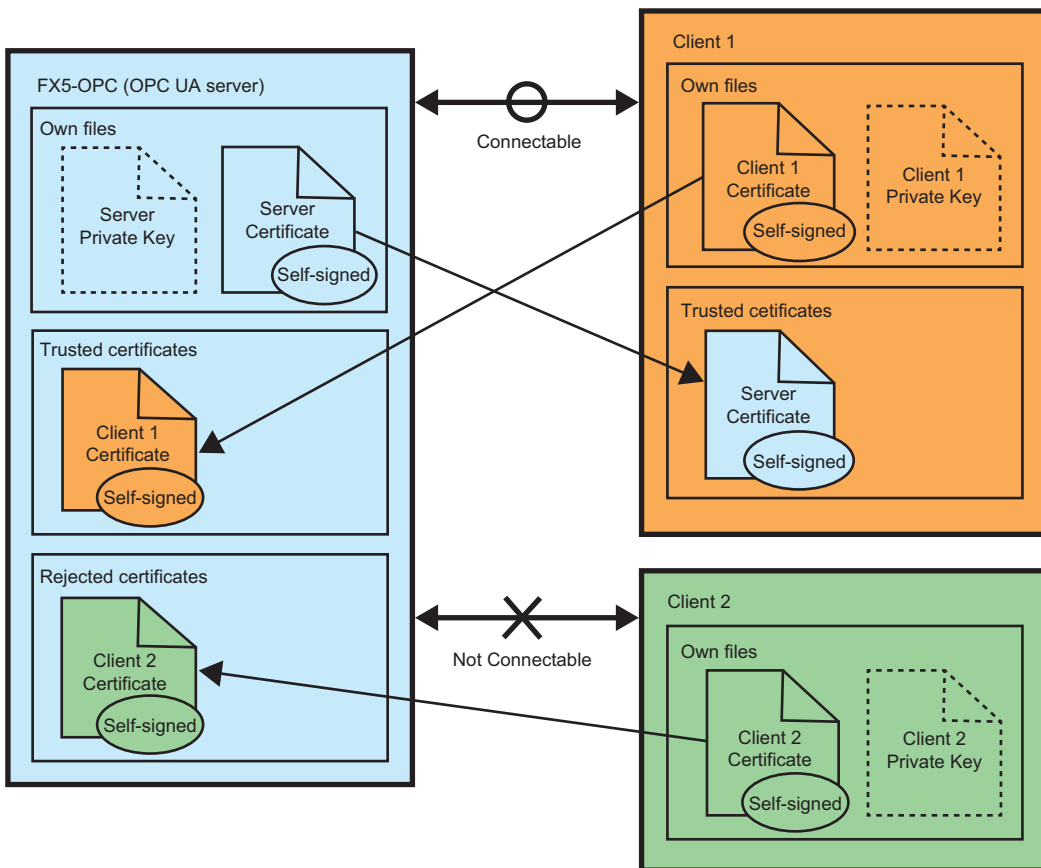 FX5-OPC (OPC UA server)
Own files
Server
Private Key
Server
Certificate
Self-signed
Trusted certificates
Client 1
Certificate
Self-signed
Rejected certificates
Client 2
Certificate
Self-signed
Connectable
Not Connectable
Client 1
Own files
Client 1
Certificate
Self-signed
Client 1
Private Key
Trusted cetificates
Server
Certificate
Self-signed
Client 2
Own files
Client 2
Certificate
Self-signed
Client 2
Private Key